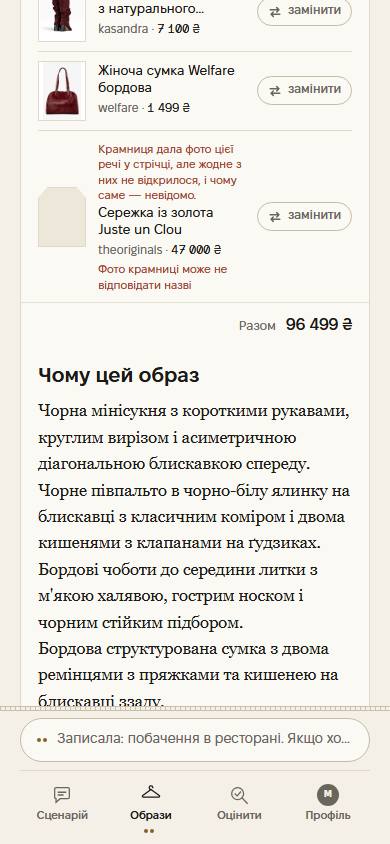 з натурального...
kasandra · 7 100 ₴
замінити
Жіноча сумка Welfare
бордова
welfare · 1 499 ₴
замінити
Крамниця дала фото цієї
речі у стрічці, але жодне з
них не відкрилося, і чому
саме — невідомо.
Сережка із золота
Juste un Clou
theoriginals · 47 000 ₴
Фото крамниці може не
відповідати назві
замінити
Разом 96 499 ₴
Чому цей образ
Чорна мінісукня з короткими рукавами,
круглим вирізом і асиметричною
діагональною блискавкою спереду.
Чорне півпальто в чорно-білу ялинку на
блискавці з класичним коміром і двома
кишенями з клапанами на ґудзиках.
Бордові чоботи до середини литки з
м'якою халявою, гострим носком і
чорним стійким підбором.
Бордова структурована сумка з двома
ремінцями з пряжками та кишенею на
блискавці ззаду.
Записала: побачення в ресторані. Якщо хо...
Сценарій
Образи
Оцінити
М
Профіль